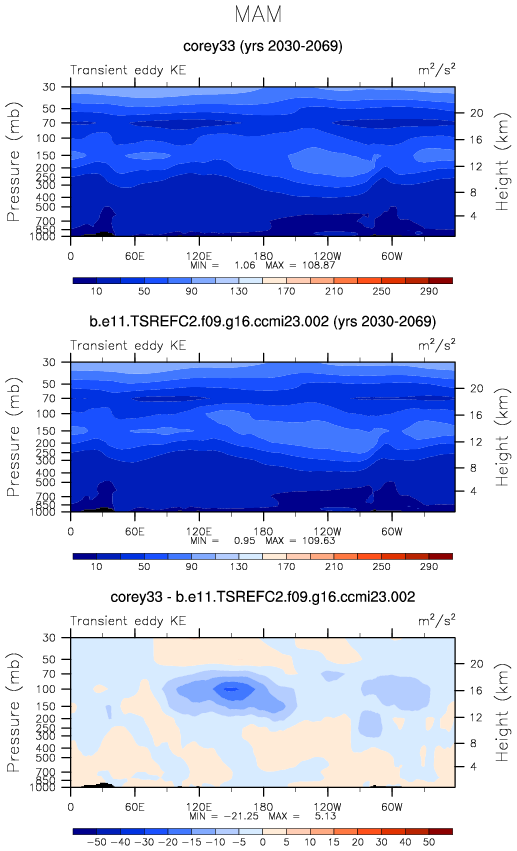 MAM
corey33 (yrs 2030-2069)
Transient eddy KE m²/s²
30
50
70
100
150
200
250
300
400
500
700
850
1000
Pressure (mb)
20
16
12
8
4
Height (km)
0 60E 120E 180 120W 60W
MIN = 1.06 MAX = 108.87
10 50 90 130 170 210 250 290
b.e11.TSREFC2.f09.g16.ccmi23.002 (yrs 2030-2069)
Transient eddy KE m²/s²
30
50
70
100
150
200
250
300
400
500
700
850
1000
Pressure (mb)
20
16
12
8
4
Height (km)
0 60E 120E 180 120W 60W
MIN = 0.95 MAX = 109.63
10 50 90 130 170 210 250 290
corey33 - b.e11.TSREFC2.f09.g16.ccmi23.002
Transient eddy KE m²/s²
30
50
70
100
150
200
250
300
400
500
700
850
1000
Pressure (mb)
20
16
12
8
4
Height (km)
0 60E 120E 180 120W 60W
MIN = −21.25 MAX = 5.13
−50 −40 −30 −20 −15 −10 −5 0 5 10 15 20 30 40 50